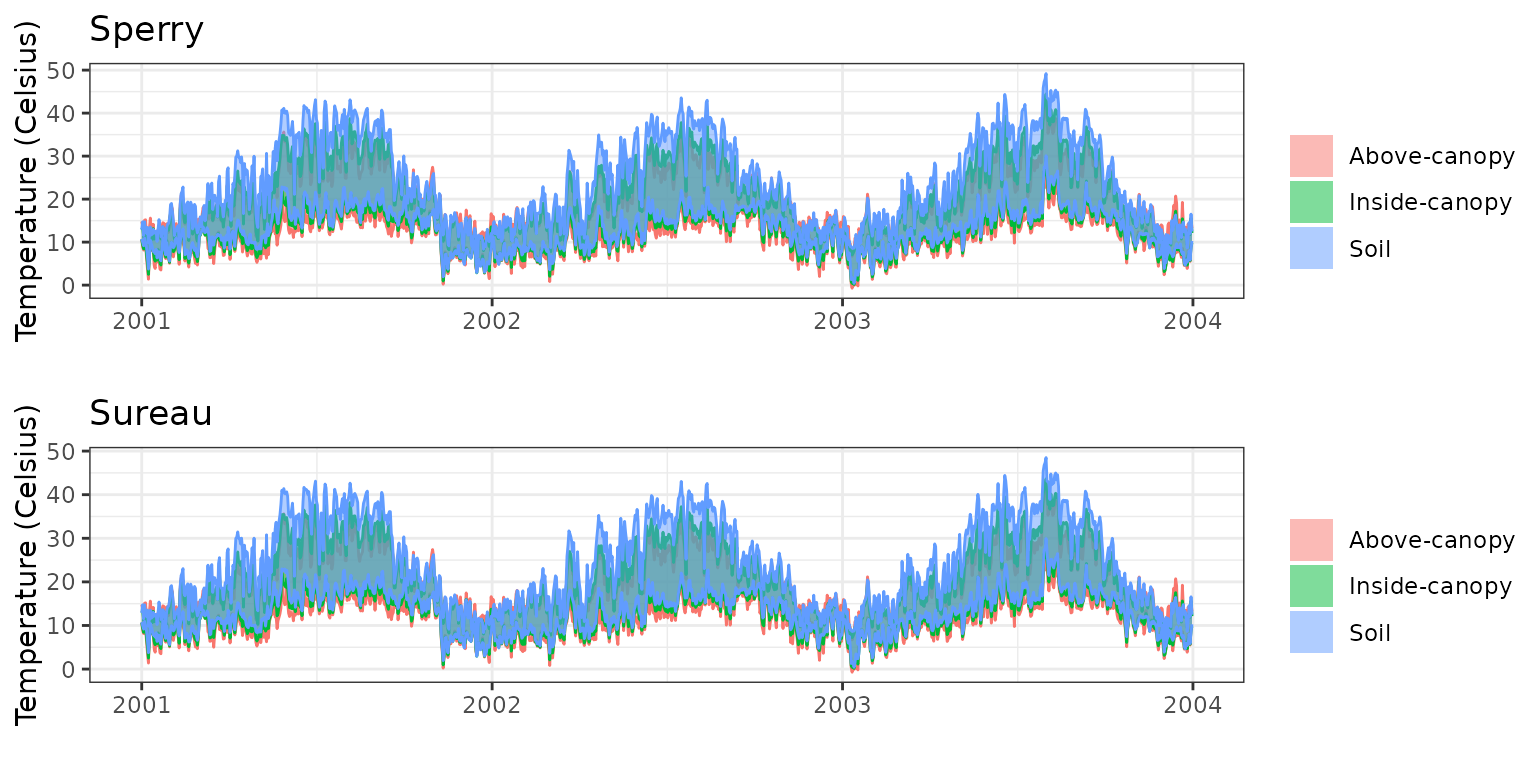 Sperry
Temperature (Celsius)
50
40
30
20
10
0
2001 2002 2003 2004
Above-canopy
Inside-canopy
Soil
Sureau
Temperature (Celsius)
50
40
30
20
10
0
2001 2002 2003 2004
Above-canopy
Inside-canopy
Soil